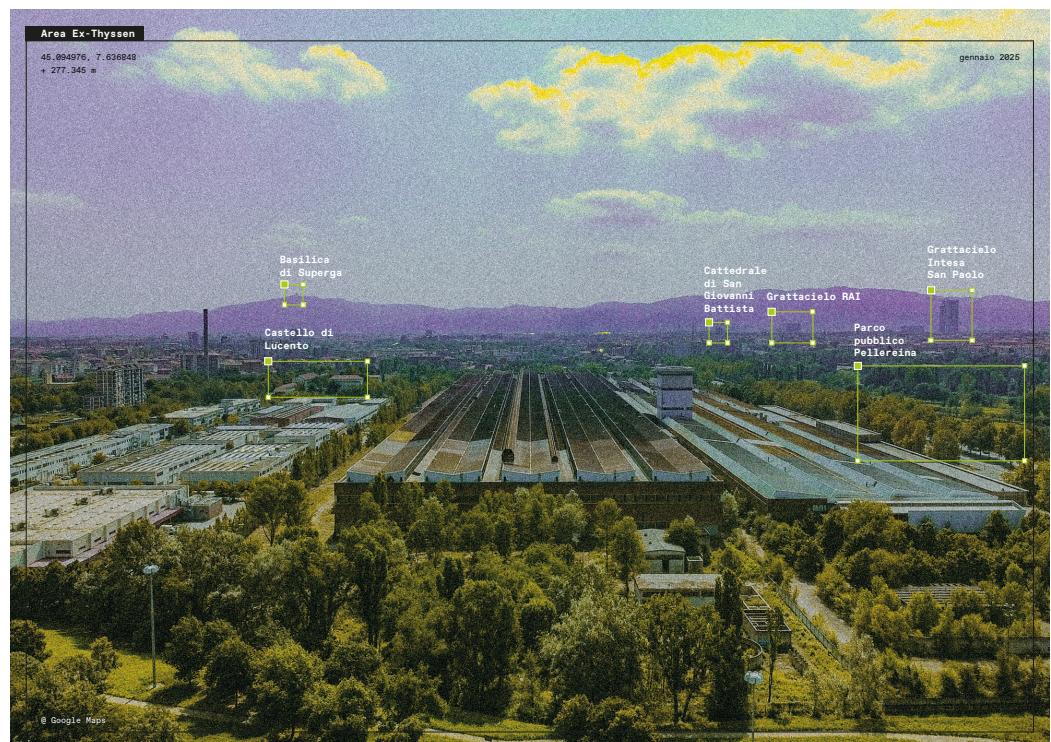 Area Ex-Thyssen
45.094976, 7.636848
+ 277.345 m
gennaio 2025
Basilica
di Superga
Castello di
Lucento
Cattedrale
di San
Giovanni
Battista
Grattacielo RAI
Grattacielo
Intesa
San Paolo
Parco
pubblico
Pellereina
@ Google Maps